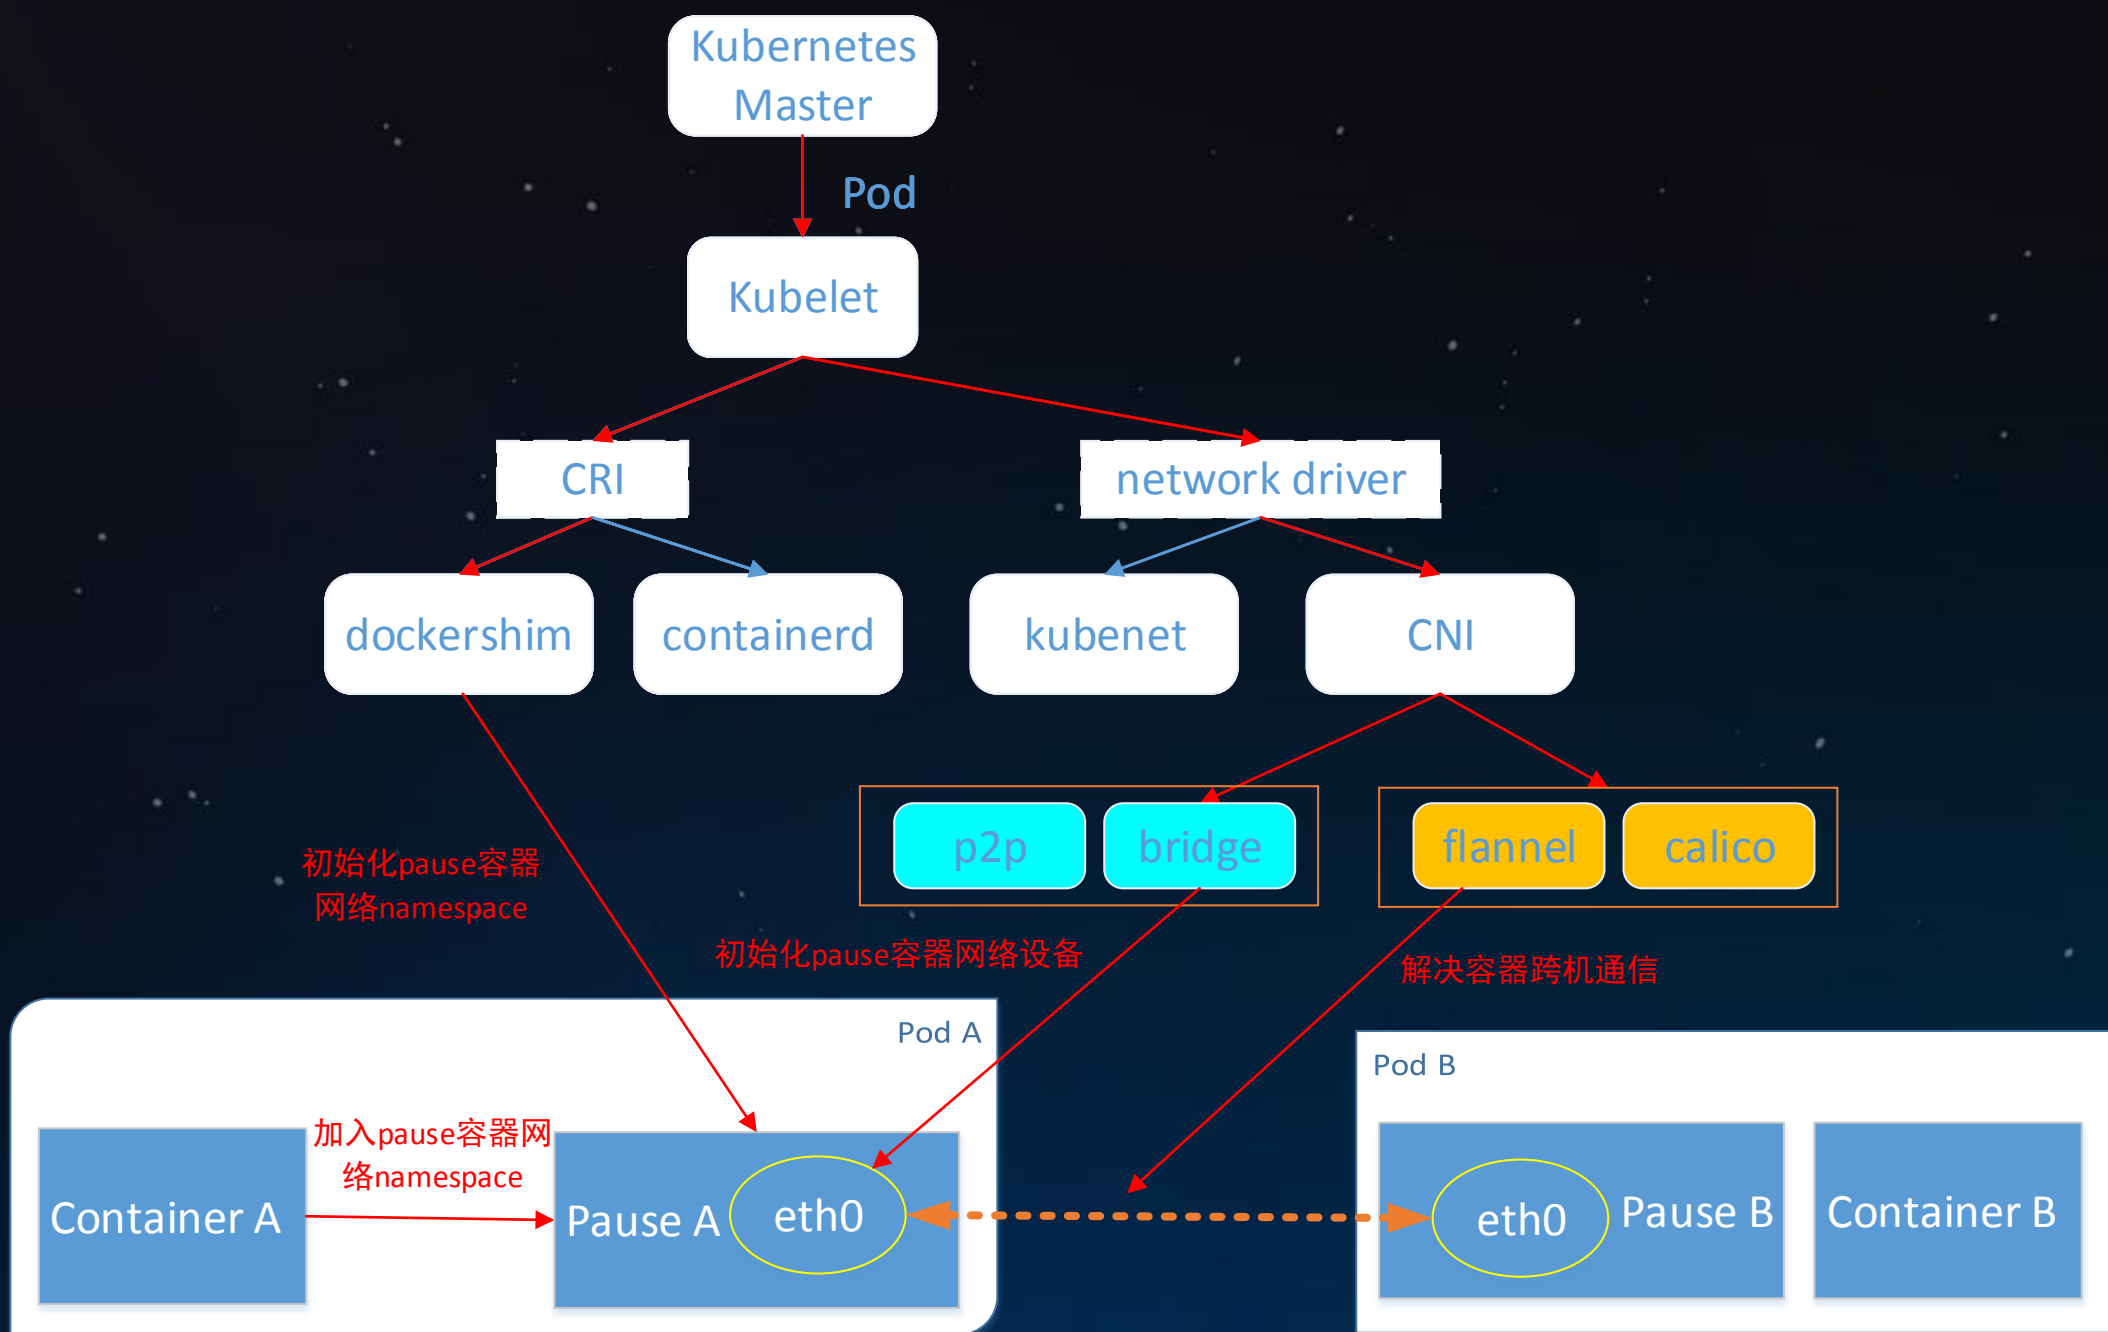 Kubernetes
Master
Pod
Kubelet
CRI
network driver
dockershim
containerd
kubenet
CNI
p2p
bridge
flannel
calico
初始化pause容器
网络namespace
初始化pause容器网络设备
解决容器跨机通信
Pod A
Pod B
加入pause容器网
络namespace
Container A
Pause A
eth0
eth0
Pause B
Container B